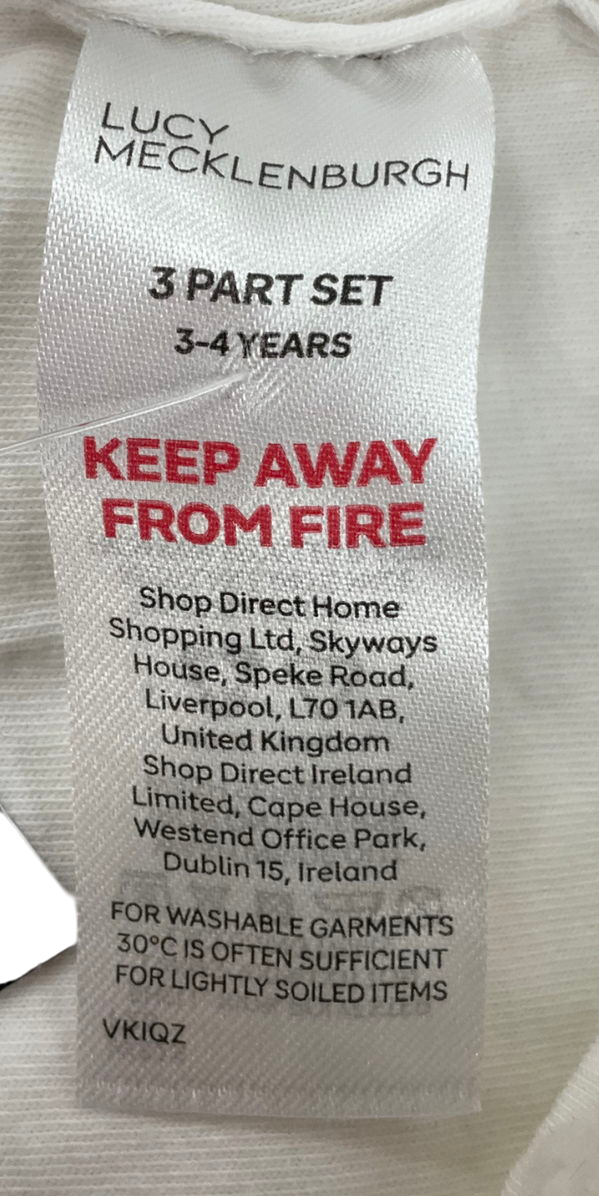 LUCY
MECKLENBURGH
3 PART SET
3-4 YEARS
KEEP AWAY
FROM FIRE
Shop Direct Home
Shopping Ltd, Skyways
House, Speke Road,
Liverpool, L70 1AB,
United Kingdom
Shop Direct Ireland
Limited, Cape House,
Westend Office Park,
Dublin 15, Ireland
FOR WASHABLE GARMENTS
30°C IS OFTEN SUFFICIENT
FOR LIGHTLY SOILED ITEMS
VKIQZ